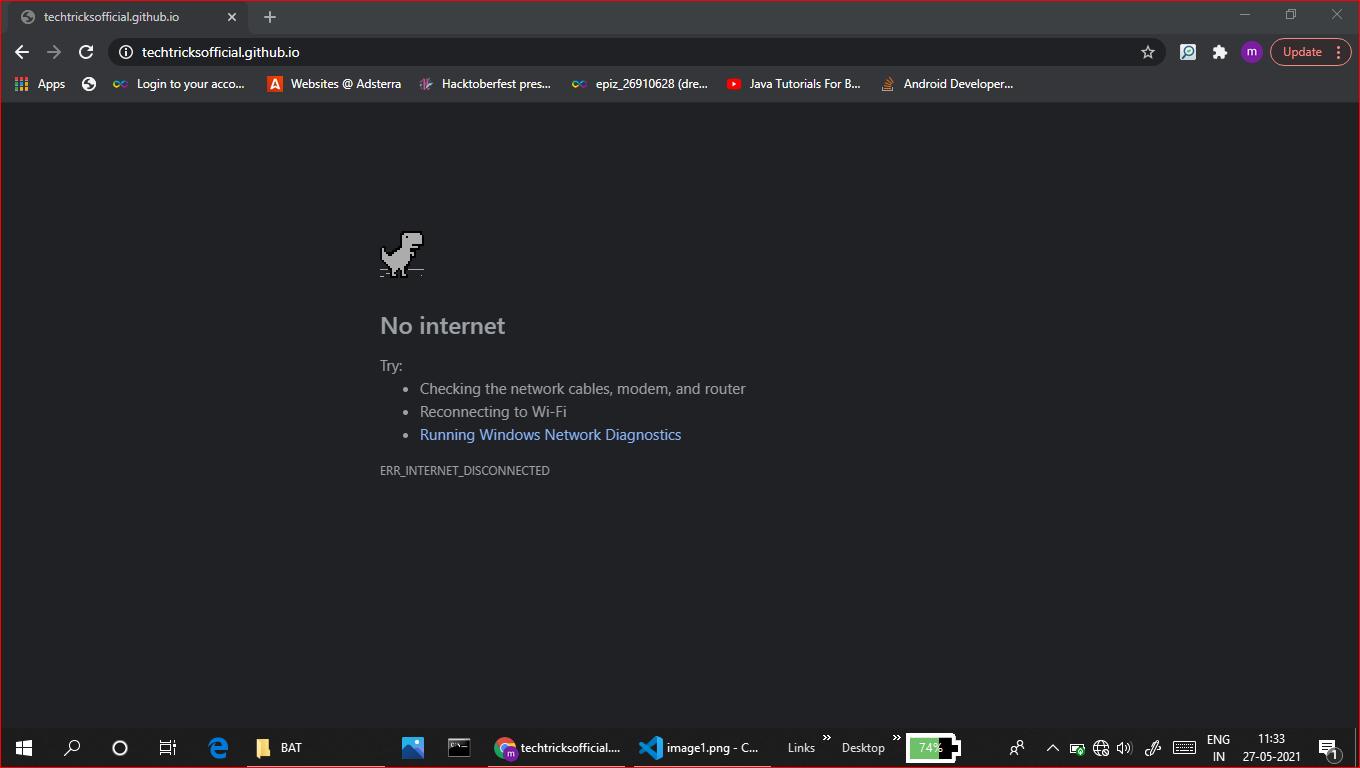 techtricksofficial.github.io
techtricksofficial.github.io
m
Update
Apps
Login to your acco...
Websites @ Adsterra
Hacktoberfest pres...
epiz_26910628 (dre...
Java Tutorials For B...
Android Developer...
No internet
Try:
Checking the network cables, modem, and router
Reconnecting to Wi-Fi
Running Windows Network Diagnostics
ERR_INTERNET_DISCONNECTED
BAT
m
techtricksofficial....
image1.png - C...
Links
Desktop
74%
ENG
IN
11:33
27-05-2021
1